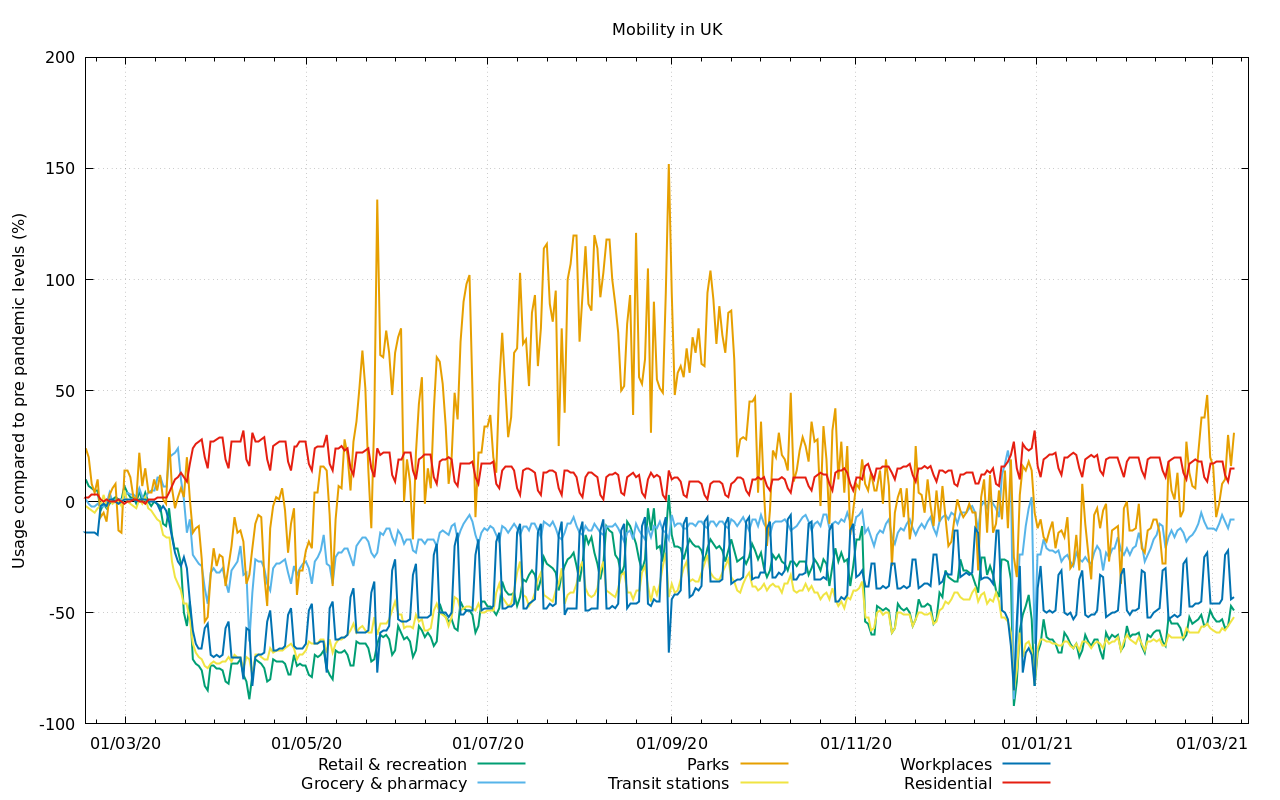 Mobility in UK
Usage compared to pre pandemic levels (%)
200
150
100
50
0
-50
-100
01/03/20 01/05/20 01/07/20 01/09/20 01/11/20 01/01/21 01/03/21
Retail & recreation Parks Workplaces
Grocery & pharmacy Transit stations Residential